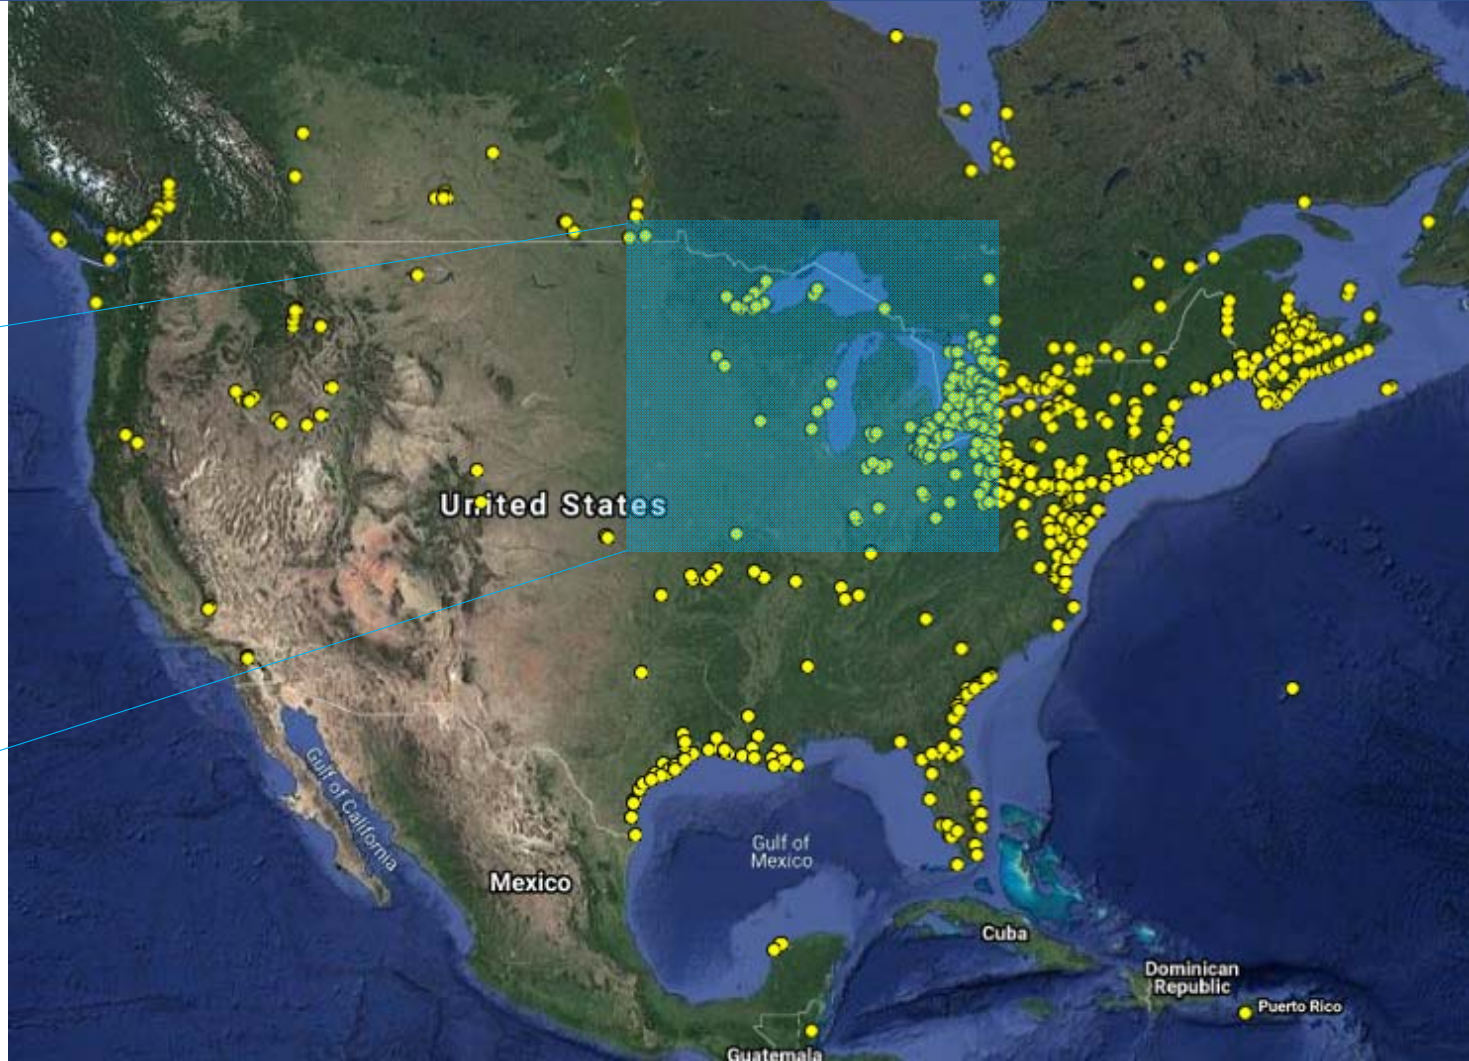 United States
Gulf of California
Gulf of
Mexico
Mexico
Cuba
Dominican
Republic
Puerto Rico
Guatemala